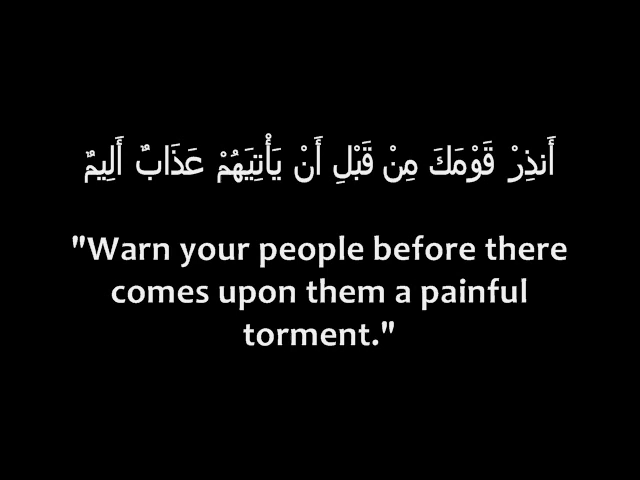 أَنذِرْ قَوْمَكَ مِنْ قَبْلِ أَنْ يَأْتِيَهُمْ عَذَابٌ أَلِيمٌ
"Warn your people before there
comes upon them a painful
torment."